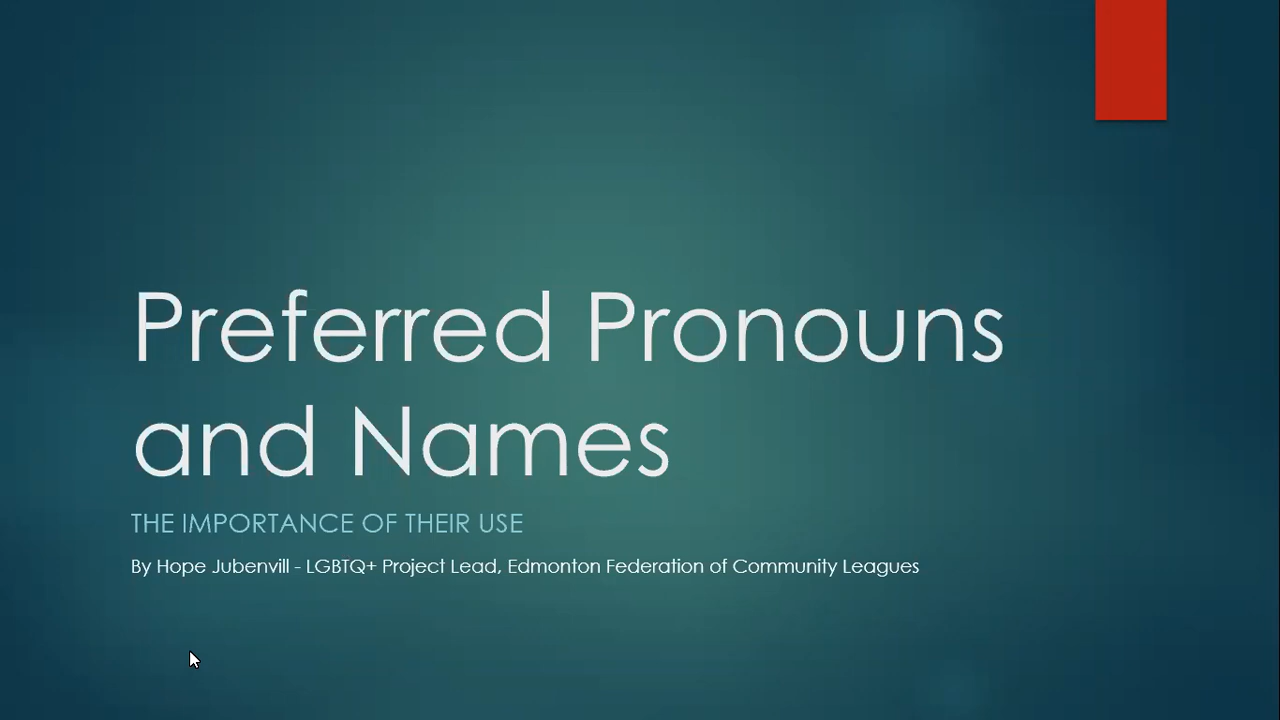 Preferred Pronouns
and Names
THE IMPORTANCE OF THEIR USE
By Hope Jubenvill - LGBTQ+ Project Lead, Edmonton Federation of Community Leagues